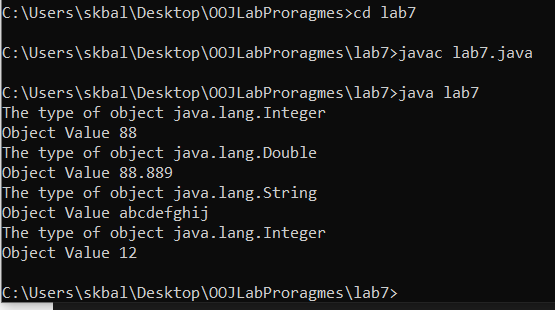 C:\Users\skbal\Desktop\OOJLabProragmes>cd lab7
C:\Users\skbal\Desktop\OOJLabProragmes\lab7>javac lab7.java
C:\Users\skbal\Desktop\OOJLabProragmes\lab7>java lab7
The type of object java.lang.Integer
Object Value 88
The type of object java.lang.Double
Object Value 88.889
The type of object java.lang.String
Object Value abcdefghij
The type of object java.lang.Integer
Object Value 12
C:\Users\skbal\Desktop\OOJLabProragmes\lab7>